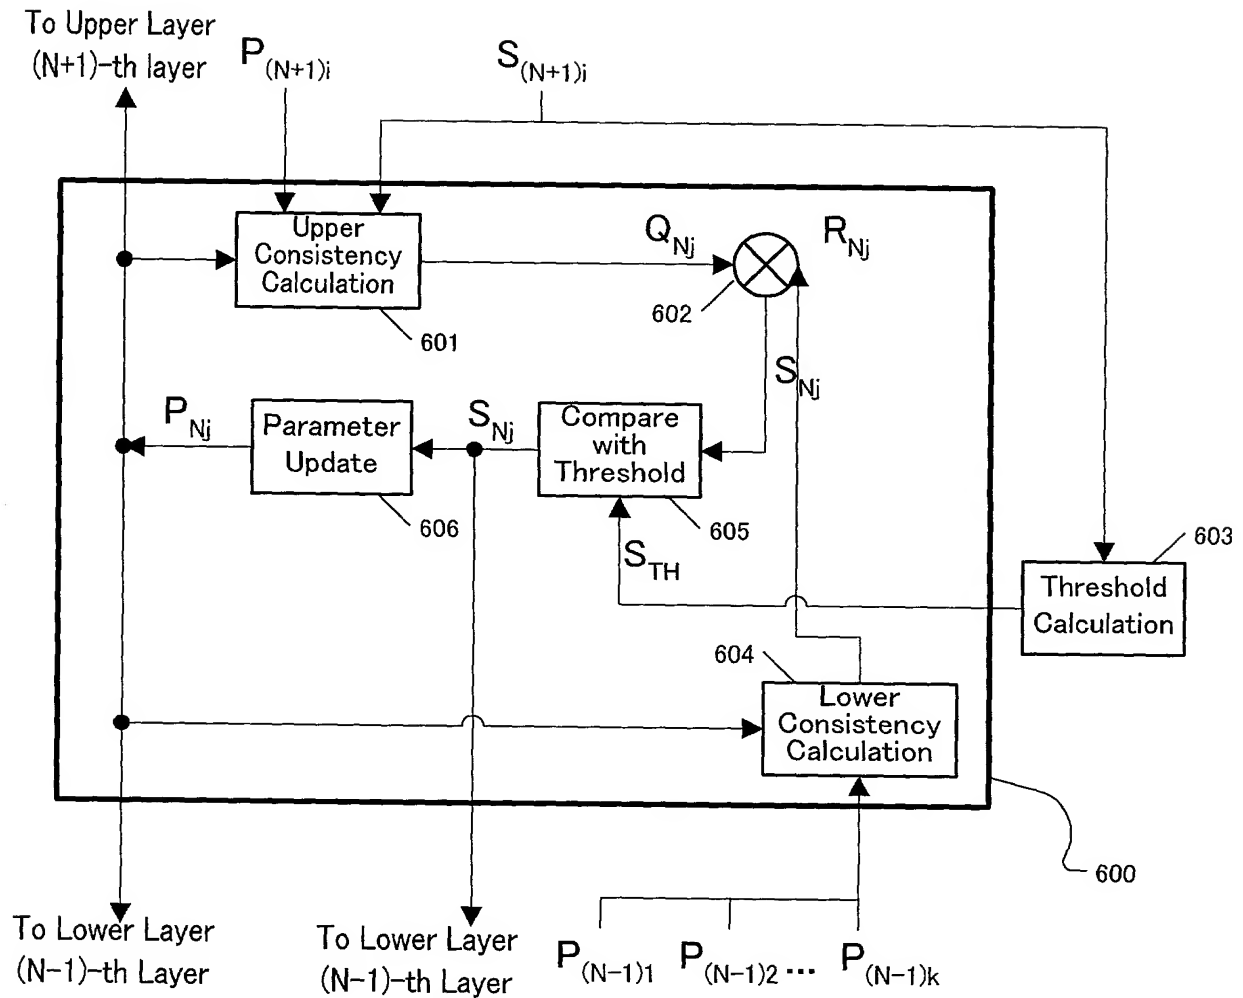 To Upper Layer
(N+1)-th layer
P(N+1)i
S(N+1)i
Upper
Consistency
Calculation
601
QNj
RNj
602
SNj
PNj
Parameter
Update
606
SNj
Compare
with
Threshold
605
STH
603
Threshold
Calculation
604
Lower
Consistency
Calculation
600
To Lower Layer
(N-1)-th Layer
To Lower Layer
(N-1)-th Layer
P(N-1)1 P(N-1)2 ... P(N-1)k